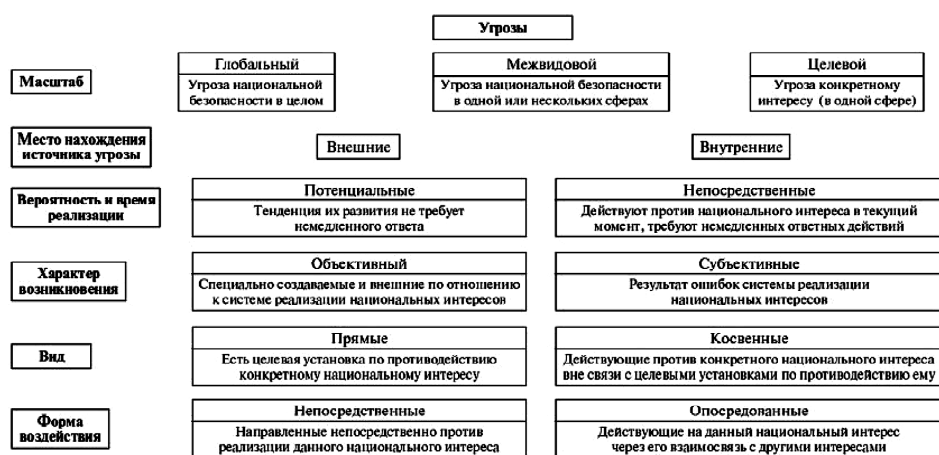 Угрозы
Масштаб
Глобальный
Угроза национальной
безопасности в целом
Межвидовой
Угроза национальной безопасности
в одной или нескольких сферах
Целевой
Угроза конкретному
интересу (в одной сфере)
Место нахождения
источника угрозы
Внешние
Внутренние
Вероятность и время
реализации
Потенциальные
Тенденция их развития не требует
немедленного ответа
Непосредственные
Действуют против национального интереса в текущий
момент, требуют немедленных ответных действий
Характер
возникновения
Объективный
Специально создаваемые и внешние по отношению
к системе реализации национальных интересов
Субъективные
Результат ошибок системы реализации
национальных интересов
Вид
Прямые
Есть целевая установка по противодействию
конкретному национальному интересу
Косвенные
Действующие против конкретного национального интереса
вне связи с целевыми установками по противодействию ему
Форма
воздействия
Непосредственные
Направленные непосредственно против
реализации данного национального интереса
Опосредованные
Действующие на данный национальный интерес
через его взаимосвязь с другими интересами